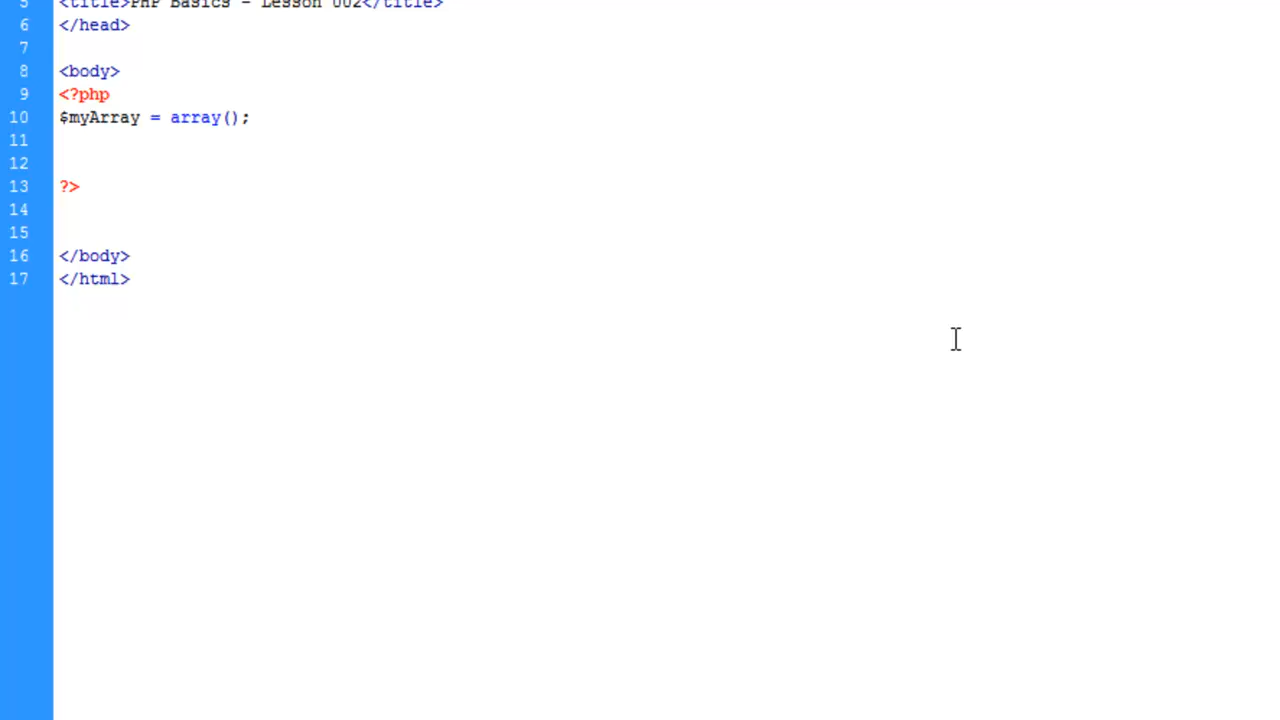 5 <title>PHP Basics - Lesson 002</title>
6 </head>
7
8 <body>
9 <?php
10 $myArray = array();
11
12
13 ?>
14
15
16 </body>
17 </html>